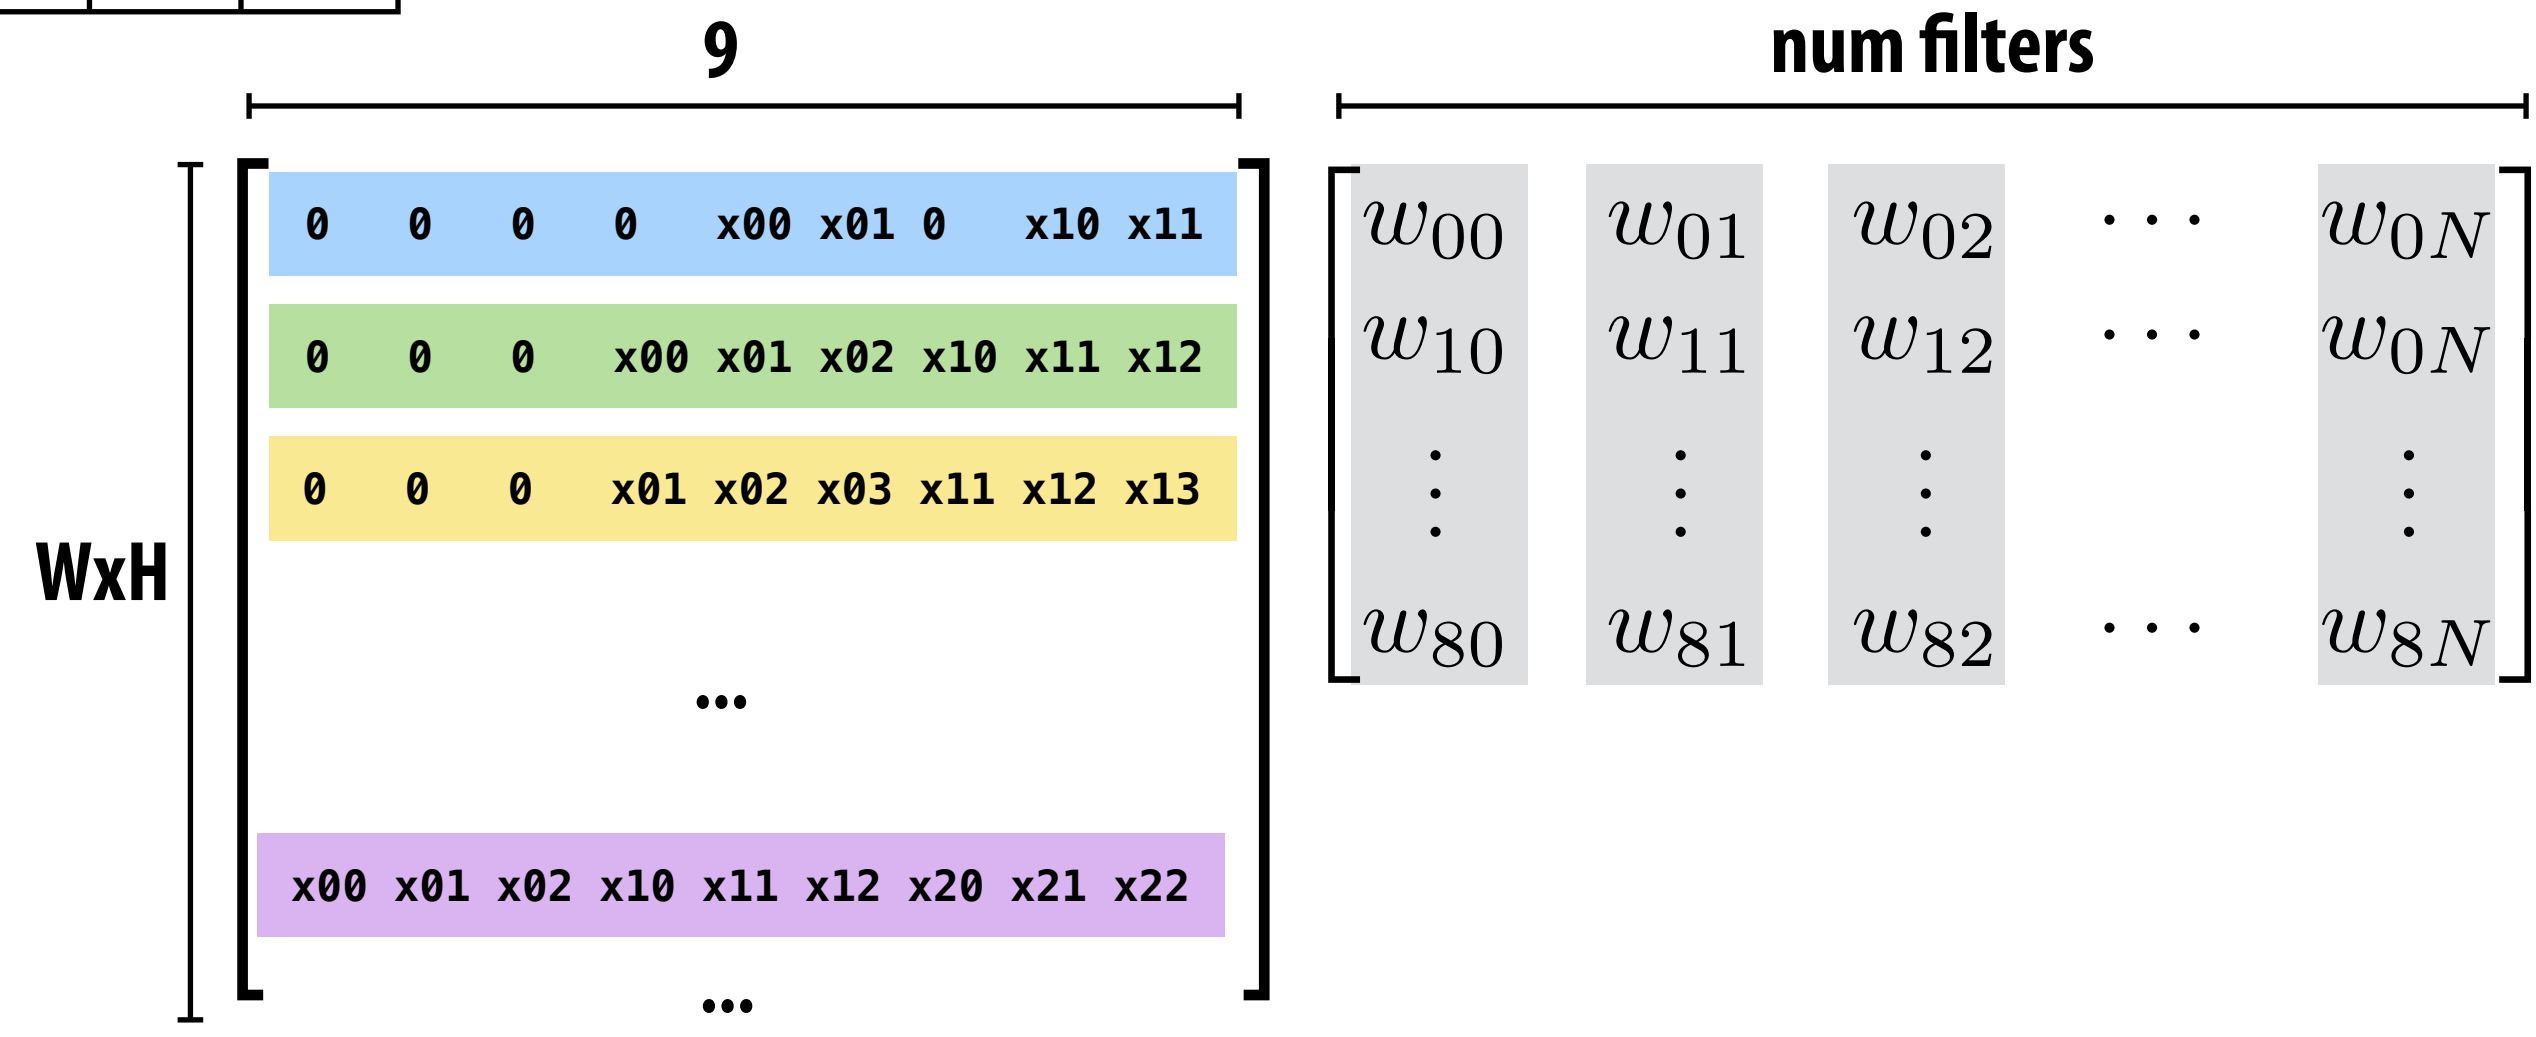 9
num filters
WxH
0 0 0 0 x00 x01 0 x10 x11
0 0 0 x00 x01 x02 x10 x11 x12
0 0 0 x01 x02 x03 x11 x12 x13
...
x00 x01 x02 x10 x11 x12 x20 x21 x22
...
w₀₀ w₀₁ w₀₂ ··· w₀N
w₁₀ w₁₁ w₁₂ ··· w₀N
⋮ ⋮ ⋮ ⋮
w₈₀ w₈₁ w₈₂ ··· w₈N